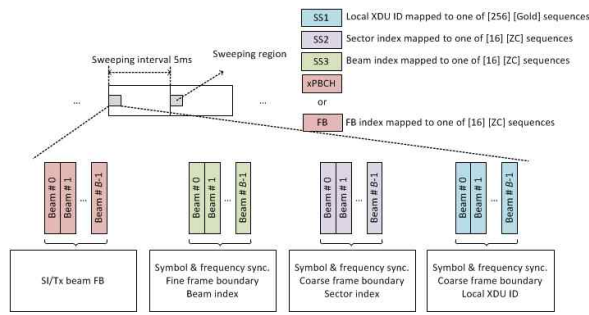 SS1 Local XDU ID mapped to one of [256] [Gold] sequences
SS2 Sector index mapped to one of [16] [ZC] sequences
SS3 Beam index mapped to one of [16] [ZC] sequences
xPBCH
or
FB FB index mapped to one of [16] [ZC] sequences
Sweeping interval 5ms
Sweeping region
...
...
Beam # 0
Beam # 1
...
Beam # B-1
Beam # 0
Beam # 1
...
Beam # B-1
Beam # 0
Beam # 1
...
Beam # B-1
Beam # 0
Beam # 1
...
Beam # B-1
SI/Tx beam FB
Symbol & frequency sync.
Fine frame boundary
Beam index
Symbol & frequency sync.
Coarse frame boundary
Sector index
Symbol & frequency sync.
Coarse frame boundary
Local XDU ID